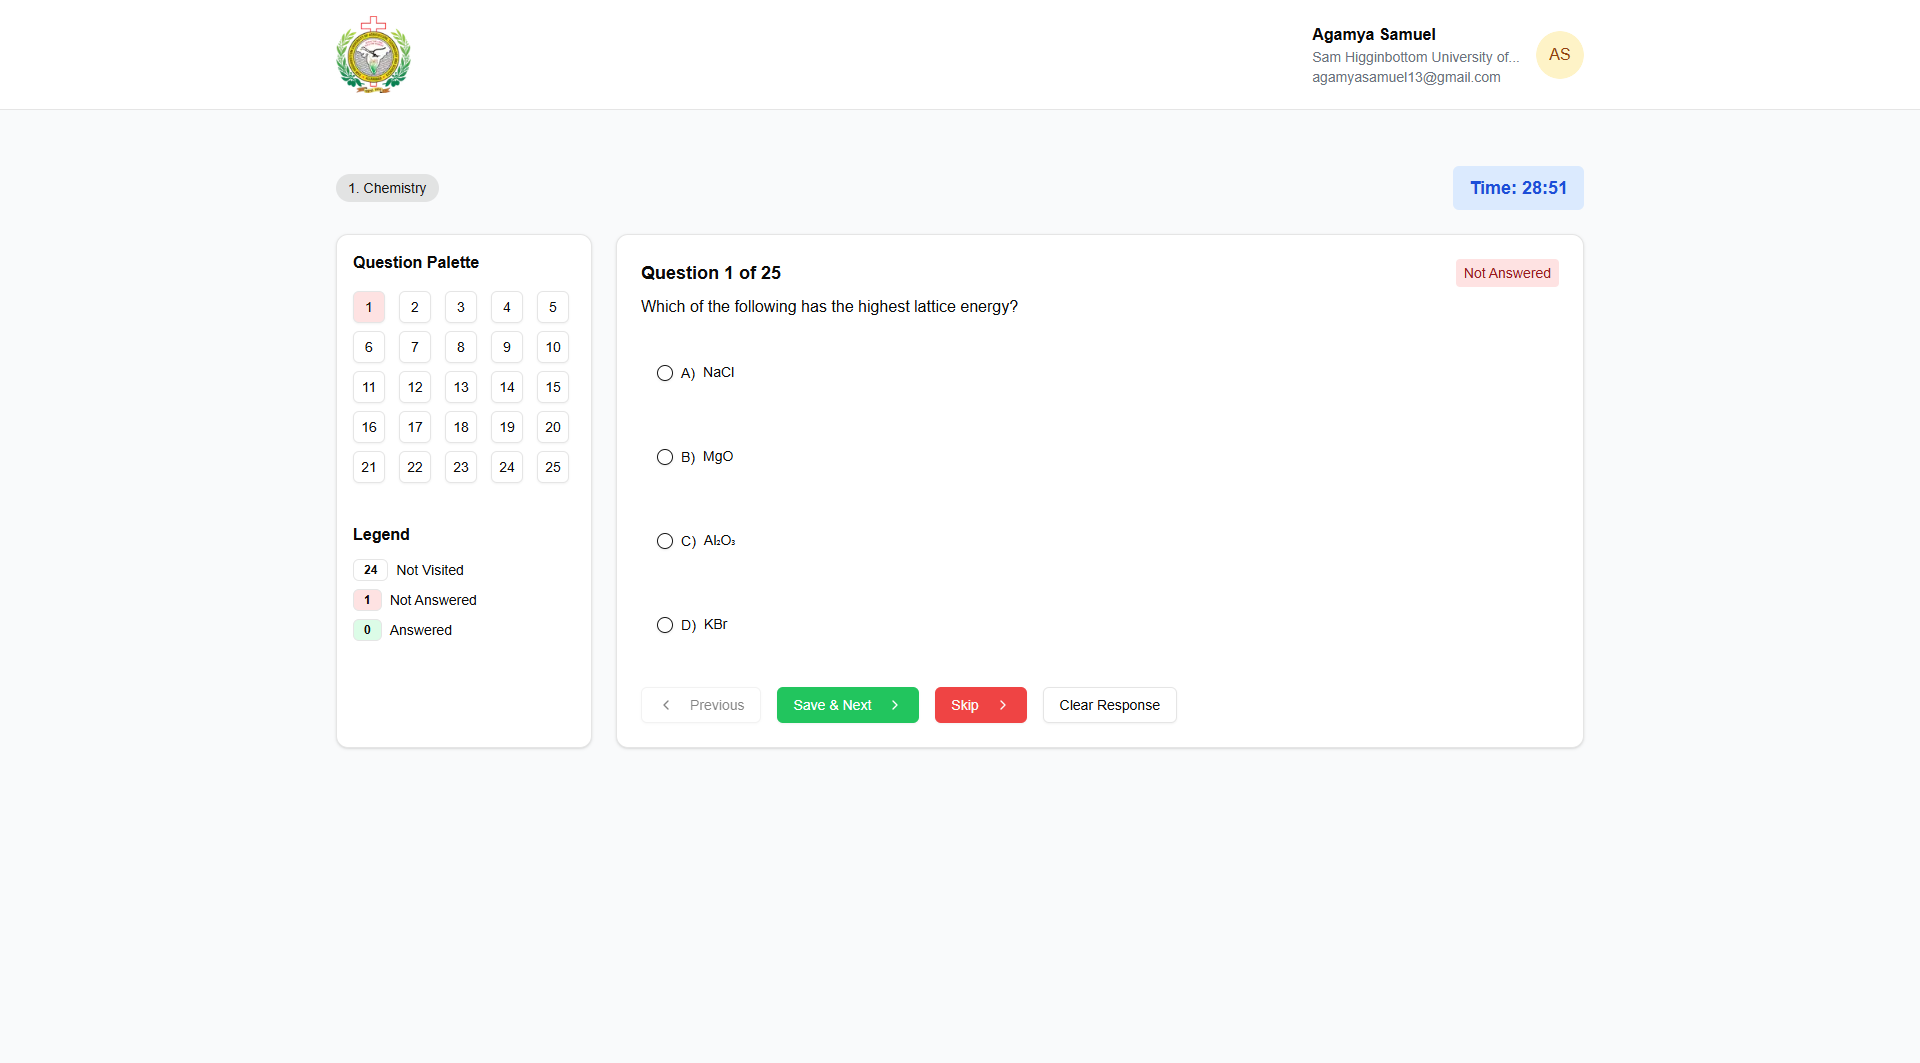 Agamya Samuel
Sam Higginbottom University of...
agamyasamuel13@gmail.com
AS
1. Chemistry
Time: 28:51
Question Palette
1 2 3 4 5
6 7 8 9 10
11 12 13 14 15
16 17 18 19 20
21 22 23 24 25
Legend
24 Not Visited
1 Not Answered
0 Answered
Question 1 of 25
Not Answered
Which of the following has the highest lattice energy?
A) NaCl
B) MgO
C) Al₂O₃
D) KBr
Previous
Save & Next
Skip
Clear Response